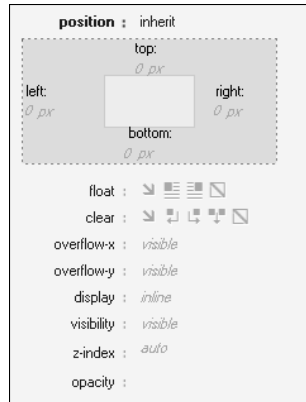 position : inherit
top:
0 px
left: right:
0 px 0 px
bottom:
0 px
float :
clear :
overflow-x : visible
overflow-y : visible
display : inline
visibility : visible
z-index : auto
opacity :